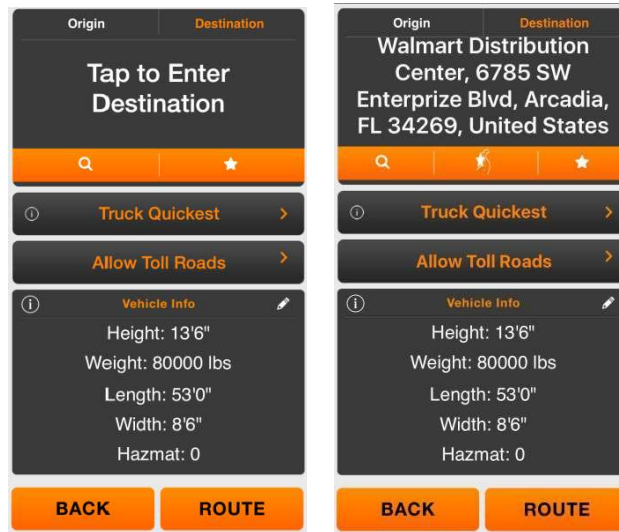 Origin
Destination
Tap to Enter
Destination
Truck Quickest
Allow Toll Roads
Vehicle Info
Height: 13'6"
Weight: 80000 lbs
Length: 53'0"
Width: 8'6"
Hazmat: 0
BACK
ROUTE
Origin
Destination
Walmart Distribution
Center, 6785 SW
Enterprize Blvd, Arcadia,
FL 34269, United States
Truck Quickest
Allow Toll Roads
Vehicle Info
Height: 13'6"
Weight: 80000 lbs
Length: 53'0"
Width: 8'6"
Hazmat: 0
BACK
ROUTE